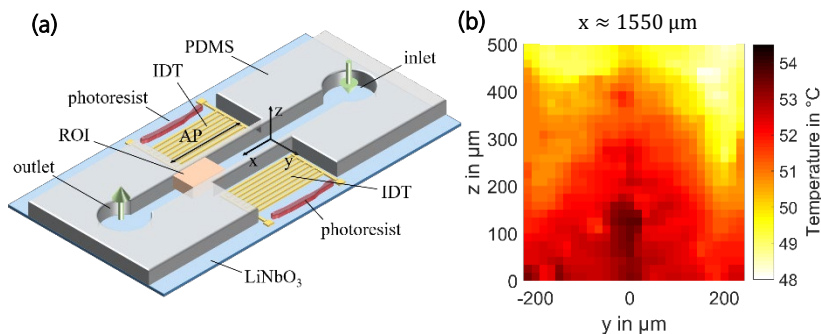 (a)
PDMS
IDT
photoresist
ROI
outlet
AP
z
x
y
inlet
IDT
photoresist
LiNbO₃
(b)
x ≈ 1550 μm
z in μm
500
400
300
200
100
0
-200
0
200
y in μm
54
53
52
51
50
49
48
Temperature in °C